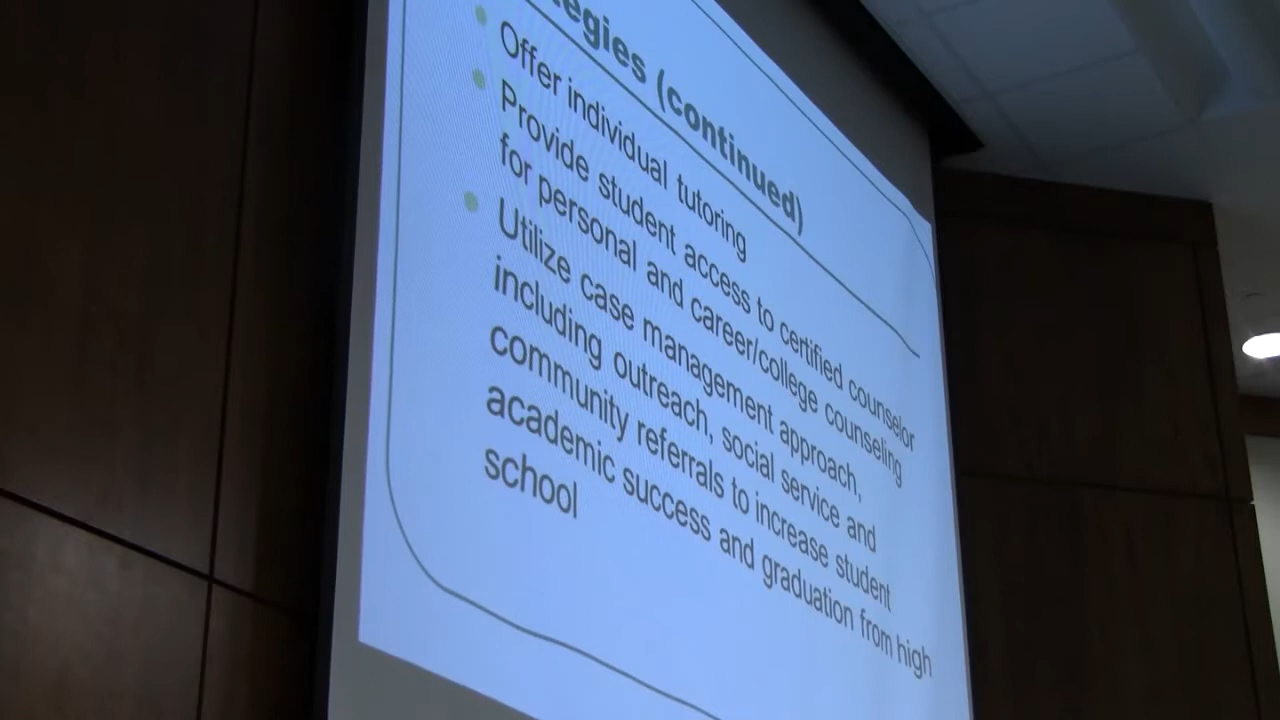 tegies (continued)
Offer individual tutoring
Provide student access to certified counselor
for personal and career/college counseling
Utilize case management approach,
including outreach, social service and
community referrals to increase student
academic success and graduation from high
school